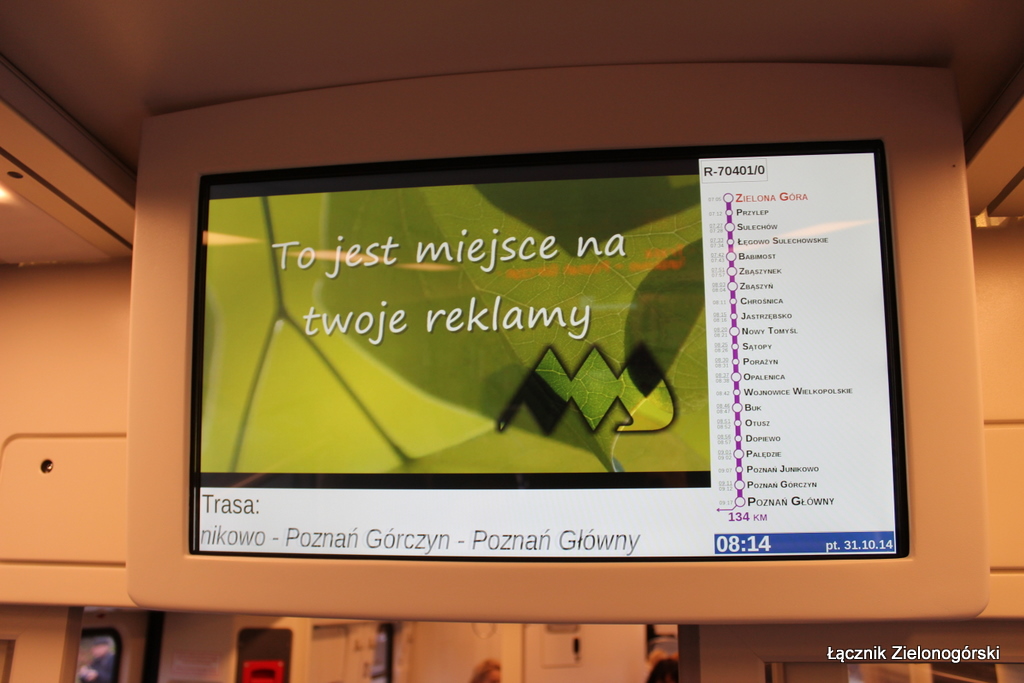 To jest miejsce na
twoje reklamy
Trasa:
nikowo - Poznań Górczyn - Poznań Główny
R-70401/0
Zielona Góra
Przylep
Sulechów
Łęgowo Sulechowskie
Babimost
Zbąszynek
Zbąszyń
Chrośnica
Jastrzębsko
Nowy Tomyśl
Sątopy
Porażyn
Opalenica
Wojnowice Wielkopolskie
Buk
Otusz
Dopiewo
Palędzie
Poznań Junikowo
Poznań Górczyn
Poznań Główny
134 km
08:14 pt. 31.10.14
Łącznik Zielonogórski